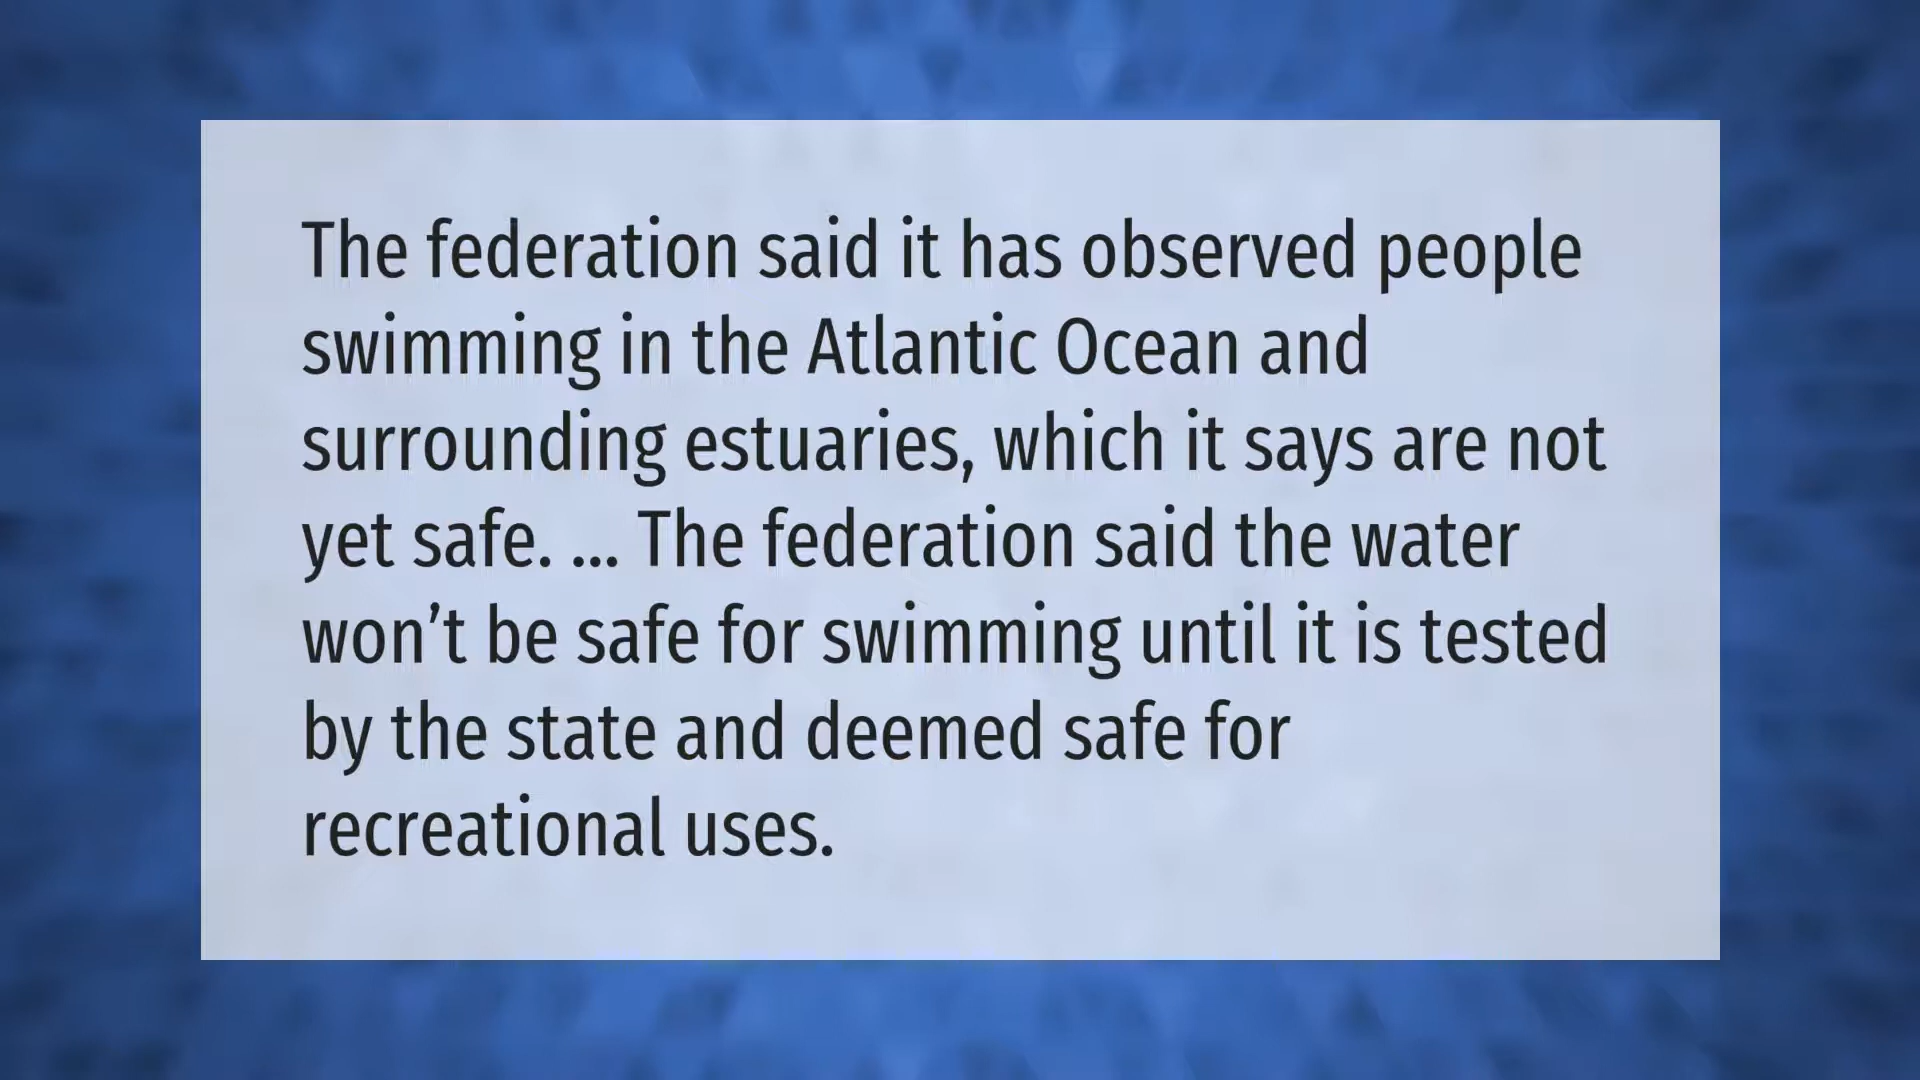 The federation said it has observed people
swimming in the Atlantic Ocean and
surrounding estuaries, which it says are not
yet safe. ... The federation said the water
won’t be safe for swimming until it is tested
by the state and deemed safe for
recreational uses.